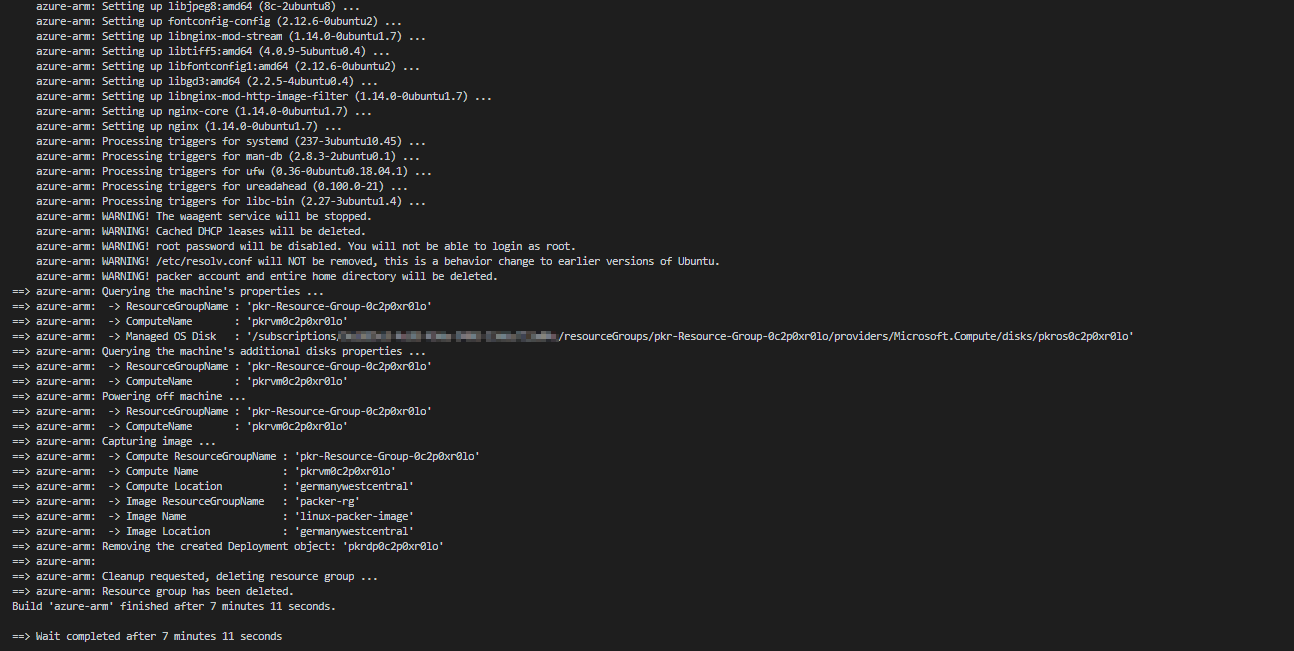 azure-arm: Setting up libjpeg8:amd64 (8c-2ubuntu8) ...
azure-arm: Setting up fontconfig-config (2.12.6-0ubuntu2) ...
azure-arm: Setting up libnginx-mod-stream (1.14.0-0ubuntu1.7) ...
azure-arm: Setting up libtiff5:amd64 (4.0.9-5ubuntu0.4) ...
azure-arm: Setting up libfontconfig1:amd64 (2.12.6-0ubuntu2) ...
azure-arm: Setting up libgd3:amd64 (2.2.5-4ubuntu0.4) ...
azure-arm: Setting up libnginx-mod-http-image-filter (1.14.0-0ubuntu1.7) ...
azure-arm: Setting up nginx-core (1.14.0-0ubuntu1.7) ...
azure-arm: Setting up nginx (1.14.0-0ubuntu1.7) ...
azure-arm: Processing triggers for systemd (237-3ubuntu10.45) ...
azure-arm: Processing triggers for man-db (2.8.3-2ubuntu0.1) ...
azure-arm: Processing triggers for ufw (0.36-0ubuntu0.18.04.1) ...
azure-arm: Processing triggers for ureadahead (0.100.0-21) ...
azure-arm: Processing triggers for libc-bin (2.27-3ubuntu1.4) ...
azure-arm: WARNING! The waagent service will be stopped.
azure-arm: WARNING! Cached DHCP leases will be deleted.
azure-arm: WARNING! root password will be disabled. You will not be able to login as root.
azure-arm: WARNING! /etc/resolv.conf will NOT be removed, this is a behavior change to earlier versions of Ubuntu.
azure-arm: WARNING! packer account and entire home directory will be deleted.
==> azure-arm: Querying the machine's properties ...
==> azure-arm:  -> ResourceGroupName : 'pkr-Resource-Group-0c2p0xr0lo'
==> azure-arm:  -> ComputeName       : 'pkrvm0c2p0xr0lo'
==> azure-arm:  -> Managed OS Disk   : '/subscriptions/ /resourceGroups/pkr-Resource-Group-0c2p0xr0lo/providers/Microsoft.Compute/disks/pkros0c2p0xr0lo'
==> azure-arm: Querying the machine's additional disks properties ...
==> azure-arm:  -> ResourceGroupName : 'pkr-Resource-Group-0c2p0xr0lo'
==> azure-arm:  -> ComputeName       : 'pkrvm0c2p0xr0lo'
==> azure-arm: Powering off machine ...
==> azure-arm:  -> ResourceGroupName : 'pkr-Resource-Group-0c2p0xr0lo'
==> azure-arm:  -> ComputeName       : 'pkrvm0c2p0xr0lo'
==> azure-arm: Capturing image ...
==> azure-arm:  -> Compute ResourceGroupName : 'pkr-Resource-Group-0c2p0xr0lo'
==> azure-arm:  -> Compute Name              : 'pkrvm0c2p0xr0lo'
==> azure-arm:  -> Compute Location          : 'germanywestcentral'
==> azure-arm:  -> Image ResourceGroupName   : 'packer-rg'
==> azure-arm:  -> Image Name                : 'linux-packer-image'
==> azure-arm:  -> Image Location            : 'germanywestcentral'
==> azure-arm: Removing the created Deployment object: 'pkrdp0c2p0xr0lo'
==> azure-arm:
==> azure-arm: Cleanup requested, deleting resource group ...
==> azure-arm: Resource group has been deleted.
Build 'azure-arm' finished after 7 minutes 11 seconds.
==> Wait completed after 7 minutes 11 seconds